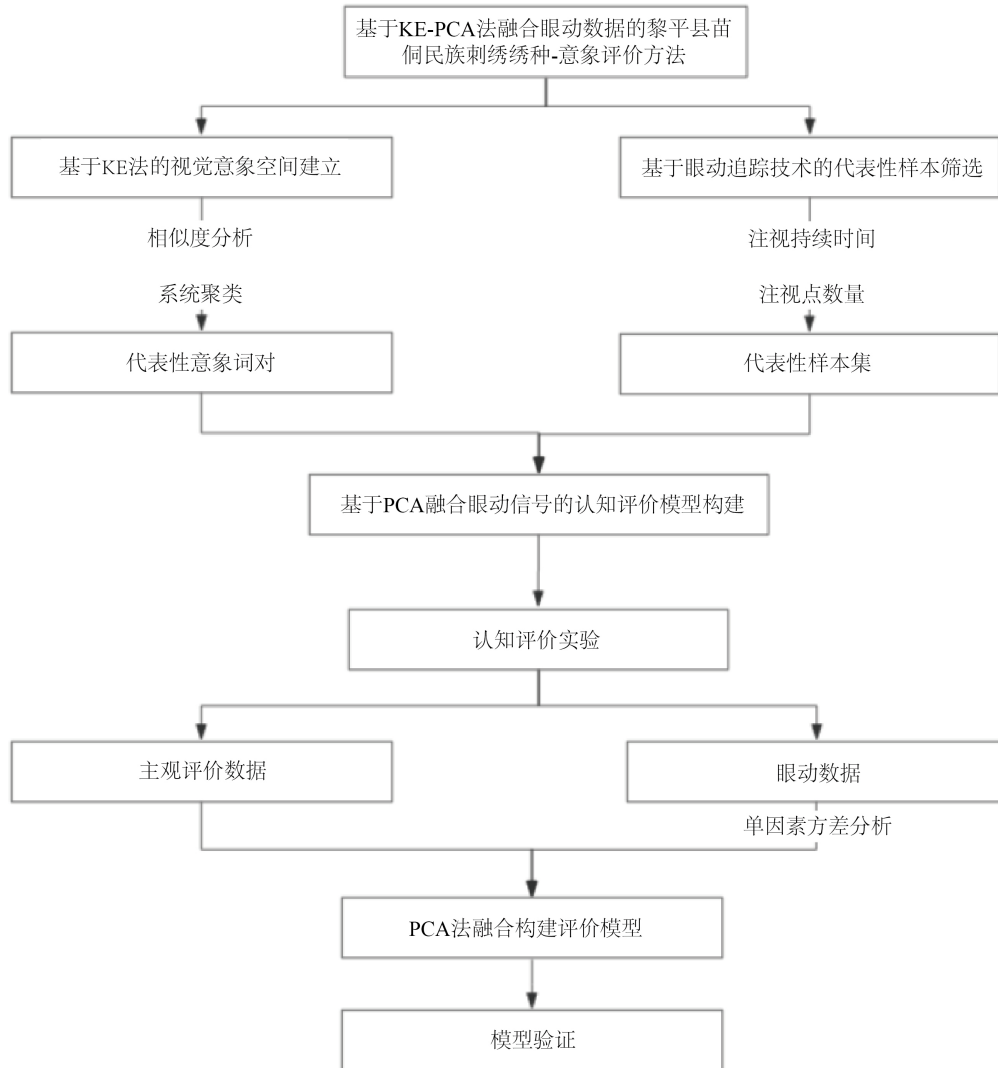 基于KE-PCA法融合眼动数据的黎平县苗
侗民族刺绣绣种-意象评价方法
基于KE法的视觉意象空间建立
基于眼动追踪技术的代表性样本筛选
相似度分析
注视持续时间
系统聚类
注视点数量
代表性意象词对
代表性样本集
基于PCA融合眼动信号的认知评价模型构建
认知评价实验
主观评价数据
眼动数据
单因素方差分析
PCA法融合构建评价模型
模型验证